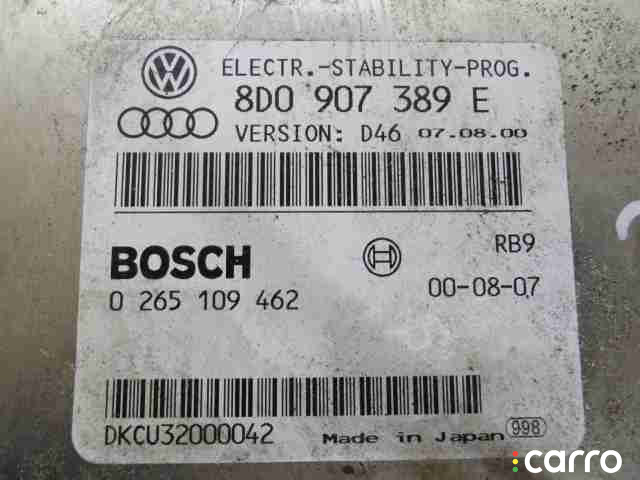 ELECTR.-STABILITY-PROG.
8D0 907 389 E
VERSION: D46 07.08.00
BOSCH
RB9
0 265 109 462
00-08-07
DKCU32000042
Made in Japan 998
carro